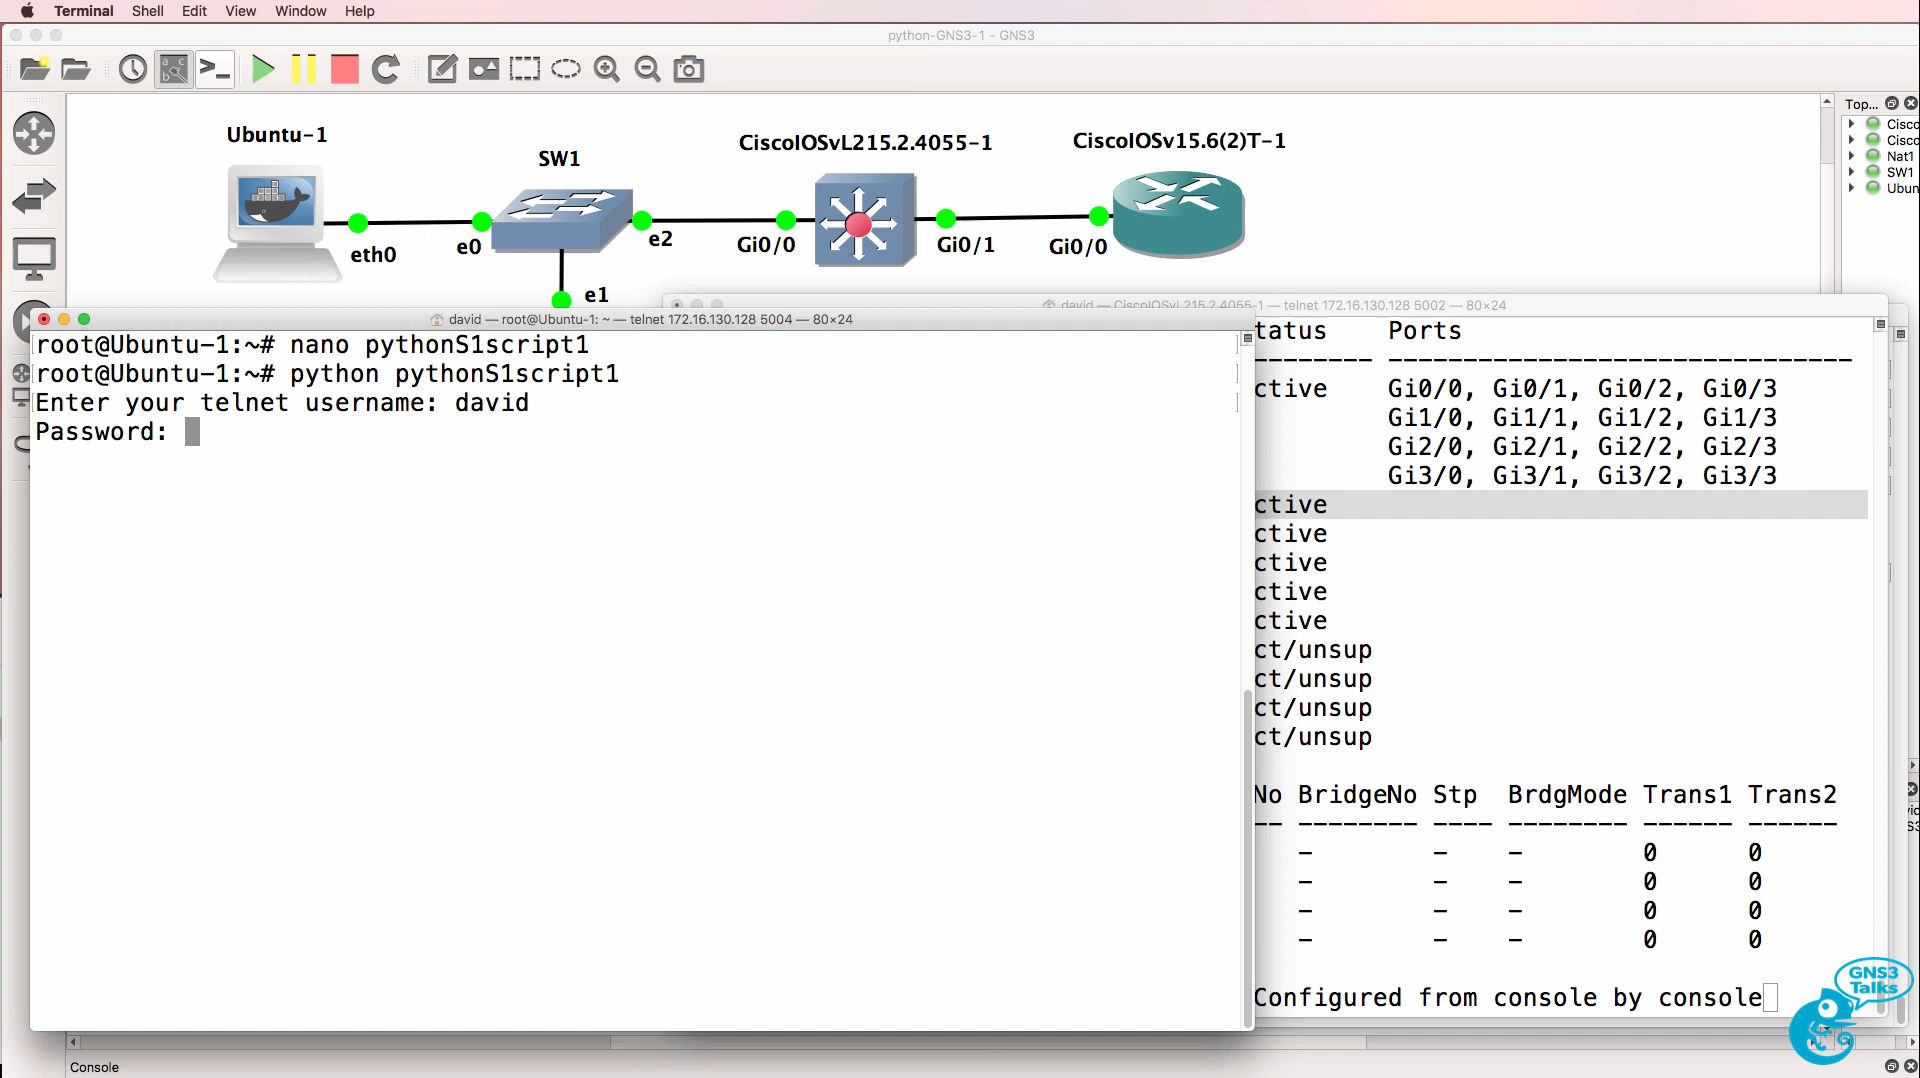 Terminal Shell Edit View Window Help
python-GNS3-1 - GNS3
Ubuntu-1
SW1
CiscoIOSvL215.2.4055-1
CiscoIOSv15.6(2)T-1
eth0
e0
e2
Gi0/0
Gi0/1
Gi0/0
e1
Top...
Cisco
Cisco
Nat1
SW1
Ubun
david — CiscoIOSvL215.2.4055-1 — telnet 172.16.130.128 5002 — 80×24
david — root@Ubuntu-1: ~ — telnet 172.16.130.128 5004 — 80×24
root@Ubuntu-1:~# nano pythonS1script1
root@Ubuntu-1:~# python pythonS1script1
Enter your telnet username: david
Password:
tatus Ports
-------- -------------------------------
ctive Gi0/0, Gi0/1, Gi0/2, Gi0/3
Gi1/0, Gi1/1, Gi1/2, Gi1/3
Gi2/0, Gi2/1, Gi2/2, Gi2/3
Gi3/0, Gi3/1, Gi3/2, Gi3/3
ctive
ctive
ctive
ctive
ctive
ct/unsup
ct/unsup
ct/unsup
ct/unsup
No BridgeNo Stp BrdgMode Trans1 Trans2
-- -------- ---- -------- ------ ------
- - - 0 0
- - - 0 0
- - - 0 0
- - - 0 0
Configured from console by console
GNS3
Talks
Console